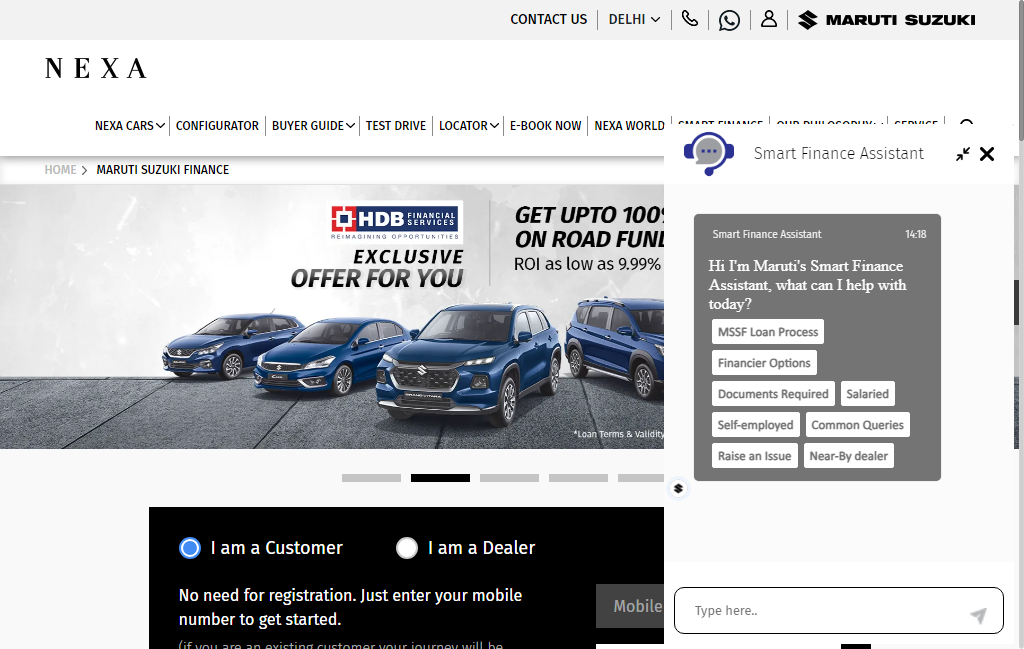 CONTACT US
DELHI
MARUTI SUZUKI
NEXA
NEXA CARS
CONFIGURATOR
BUYER GUIDE
TEST DRIVE
LOCATOR
E-BOOK NOW
NEXA WORLD
SMART FINANCE
OUR PHILOSOPHY
SERVICE
HOME
MARUTI SUZUKI FINANCE
HDB FINANCIAL SERVICES
REIMAGINING OPPORTUNITIES
EXCLUSIVE
OFFER FOR YOU
GET UPTO 100%
ON ROAD FUND
ROI as low as 9.99%
GRAND VITARA
*Loan Terms & Validity
I am a Customer
I am a Dealer
No need for registration. Just enter your mobile
number to get started.
(if you are an existing customer your journey will be
Mobile
Smart Finance Assistant
Smart Finance Assistant 14:18
Hi I'm Maruti's Smart Finance
Assistant, what can I help with
today?
MSSF Loan Process
Financier Options
Documents Required
Salaried
Self-employed
Common Queries
Raise an Issue
Near-By dealer
Type here..